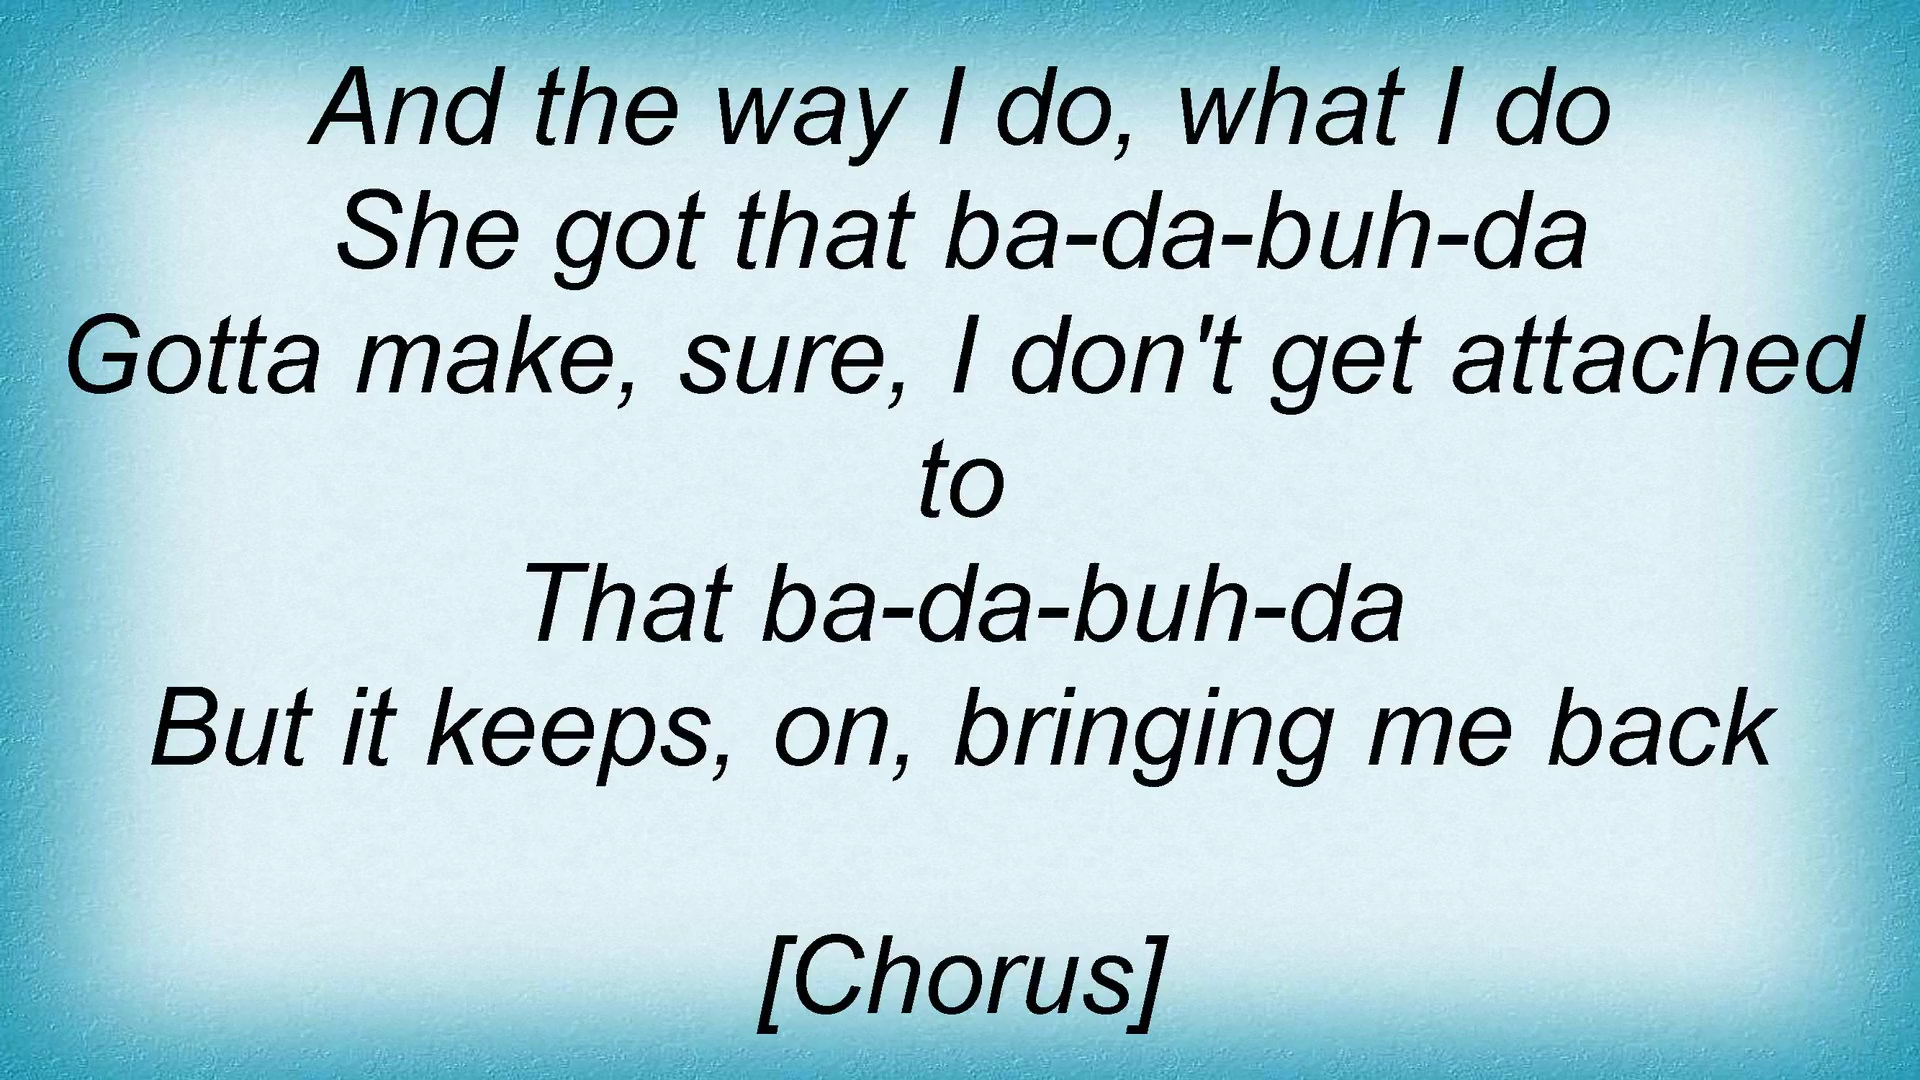 And the way I do, what I do
She got that ba-da-buh-da
Gotta make, sure, I don't get attached
to
That ba-da-buh-da
But it keeps, on, bringing me back
[Chorus]